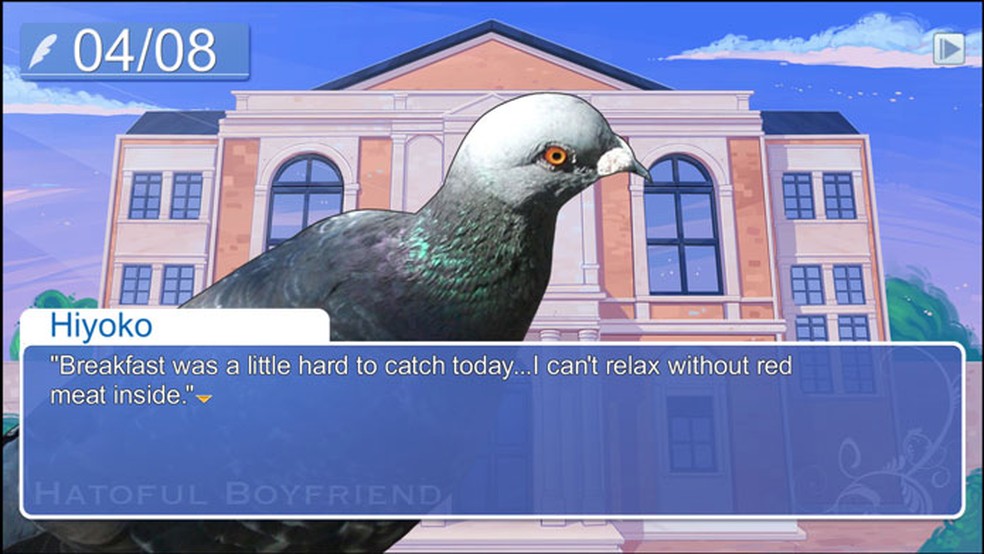 04/08
Hiyoko
"Breakfast was a little hard to catch today...I can't relax without red
meat inside."
HATOFUL BOYFRIEND